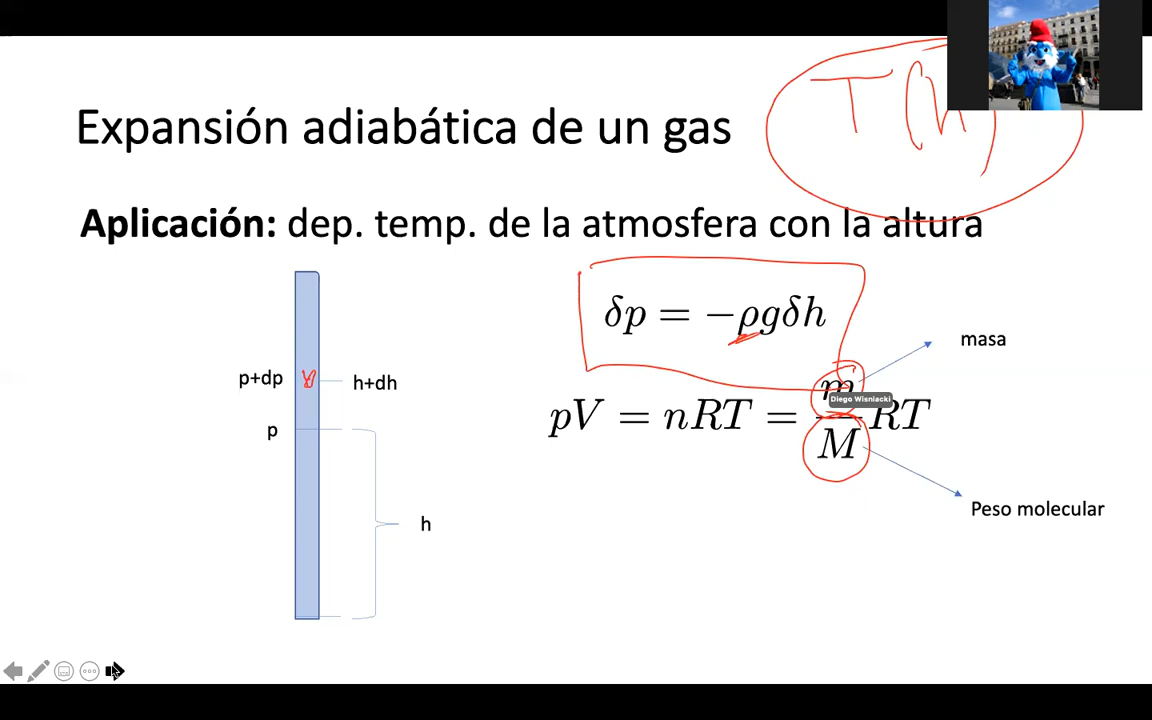 T(h)
Expansión adiabática de un gas
Aplicación: dep. temp. de la atmosfera con la altura
δp = −ρgδh
masa
p+dp
h+dh
m
Diego Wisniacki
pV = nRT = RT
p
M
Peso molecular
h